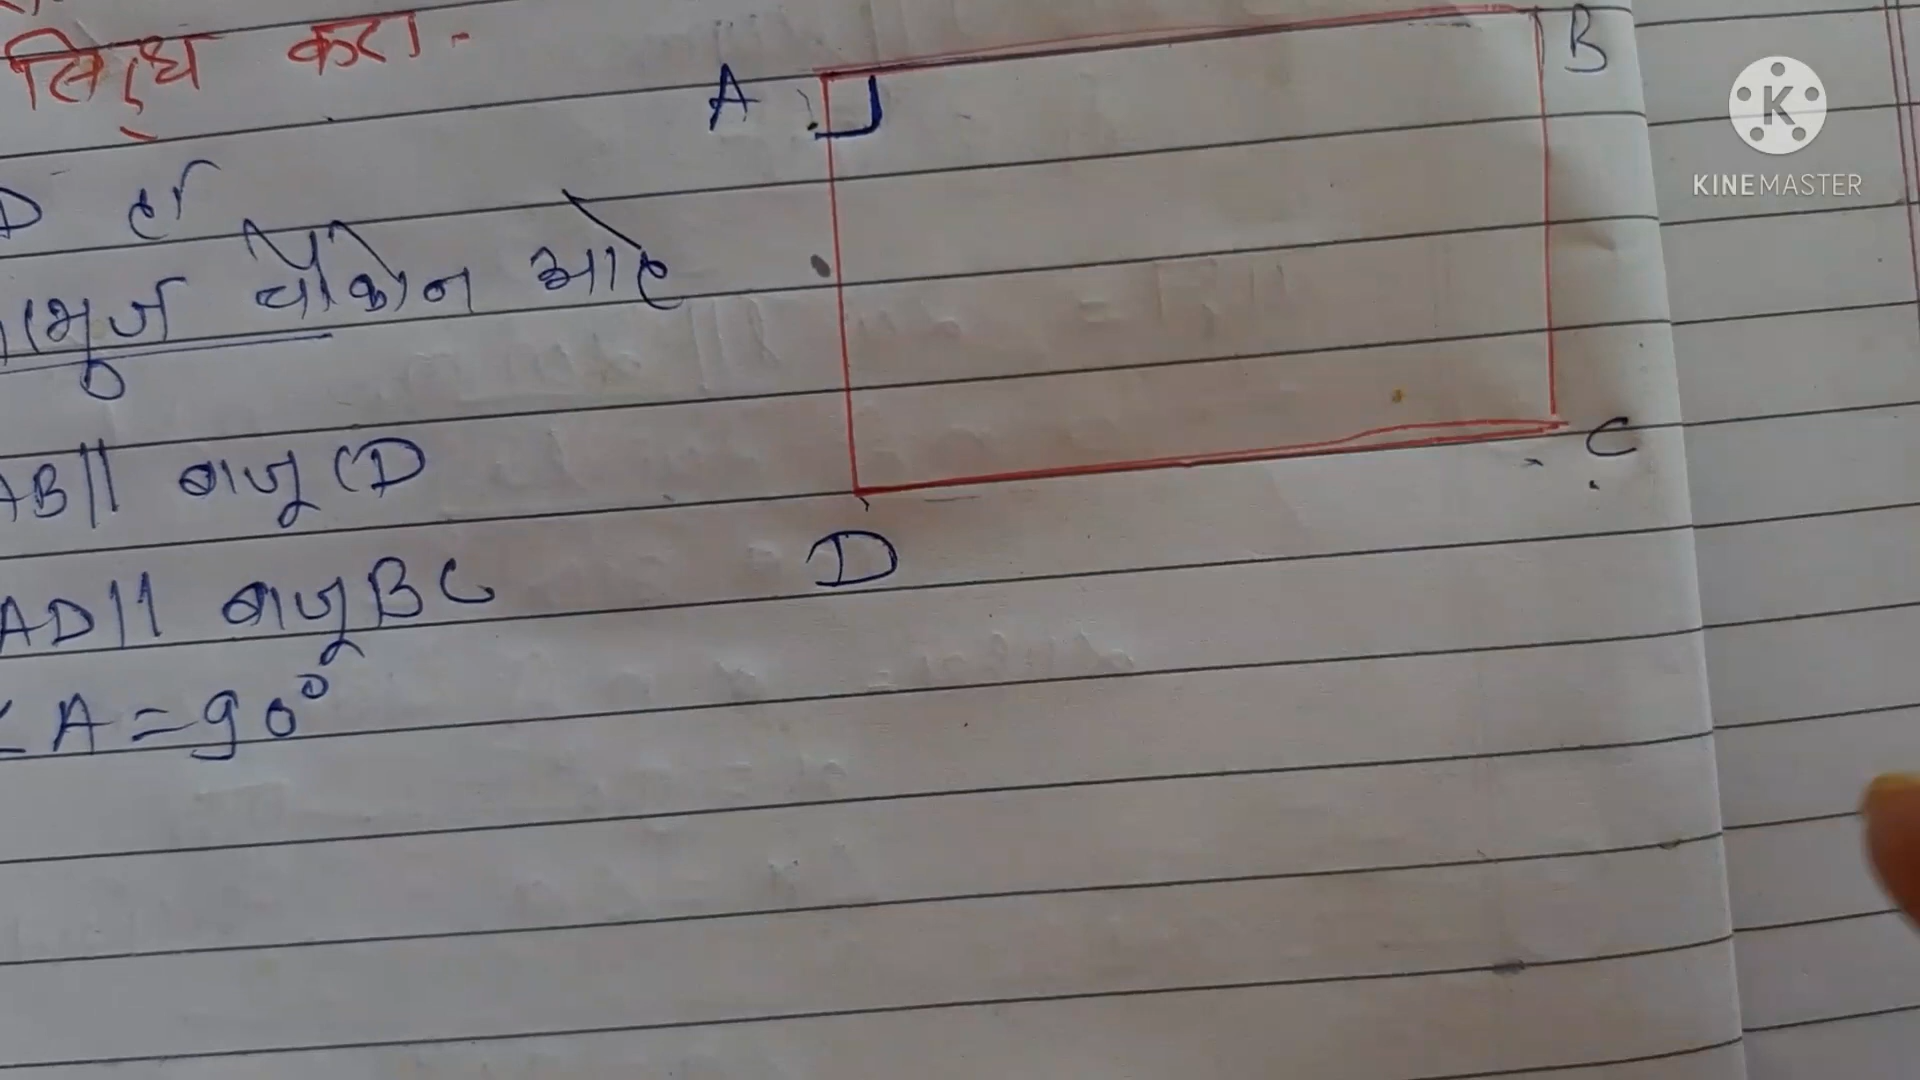 सिद्ध करा.
D हा
भुज चौकोन आहे
AB || बाजू CD
AD || बाजू BC
∠A = 90°
A
B
C
D
K
KINEMASTER